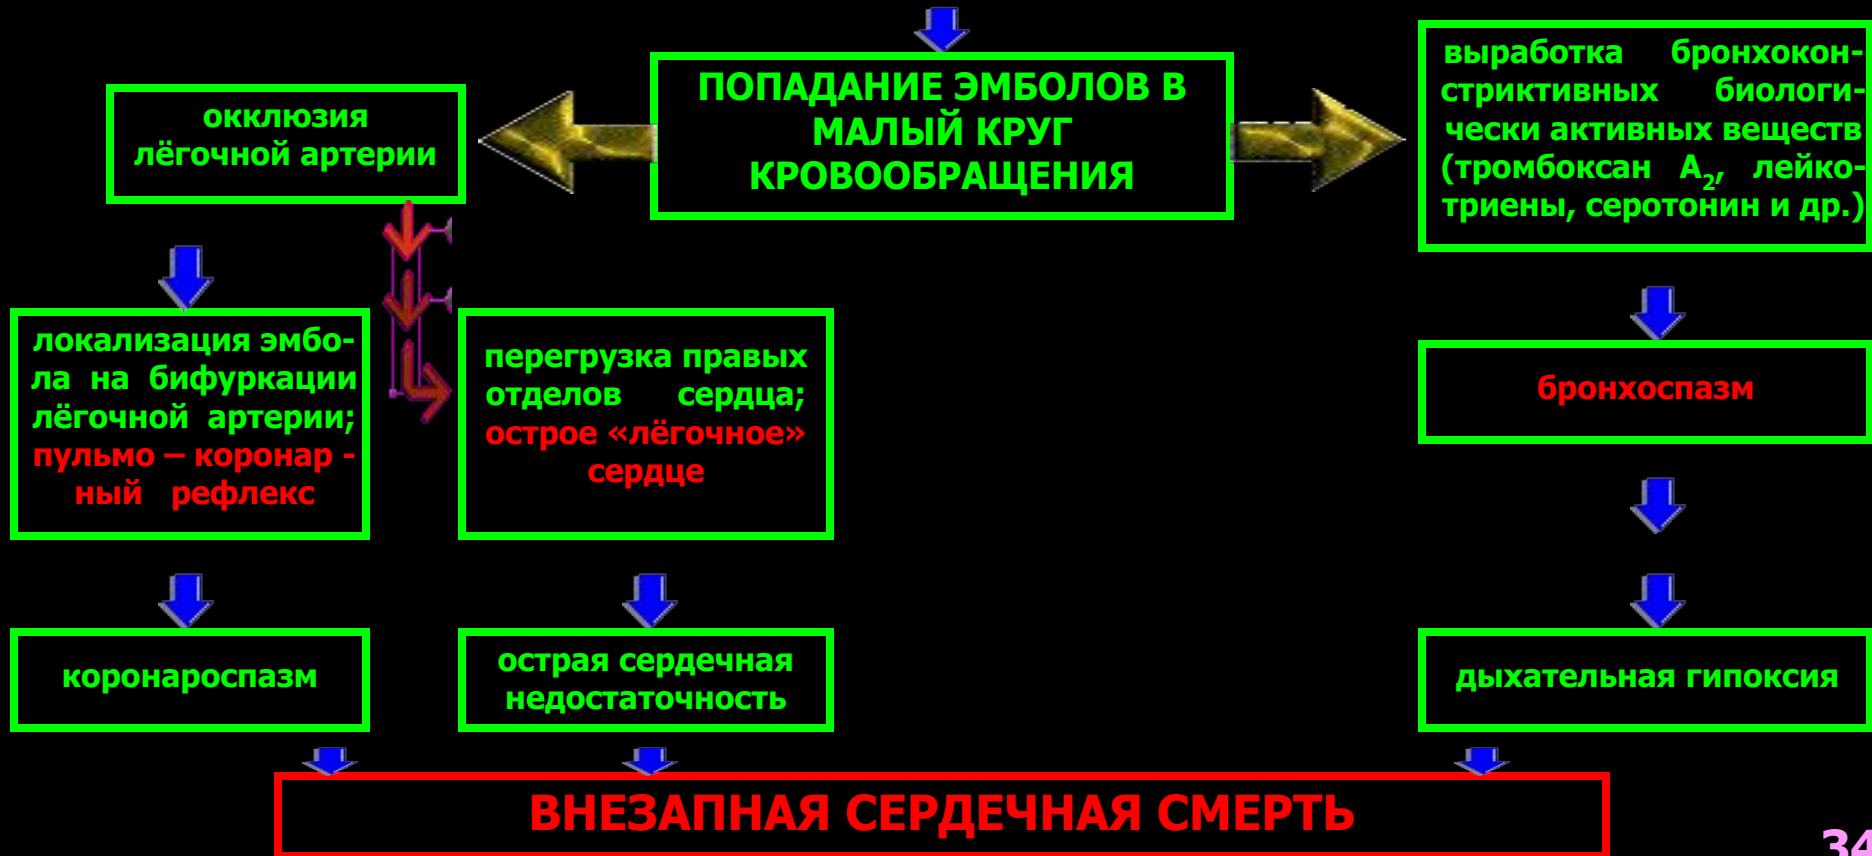 ПОПАДАНИЕ ЭМБОЛОВ В
МАЛЫЙ КРУГ
КРОВООБРАЩЕНИЯ
окклюзия
лёгочной артерии
выработка бронхокон-
стриктивных биологи-
чески активных веществ
(тромбоксан А₂, лейко-
триены, серотонин и др.)
локализация эмбо-
ла на бифуркации
лёгочной артерии;
пульмо – коронар -
ный рефлекс
перегрузка правых
отделов сердца;
острое «лёгочное»
сердце
бронхоспазм
коронароспазм
острая сердечная
недостаточность
дыхательная гипоксия
ВНЕЗАПНАЯ СЕРДЕЧНАЯ СМЕРТЬ
34